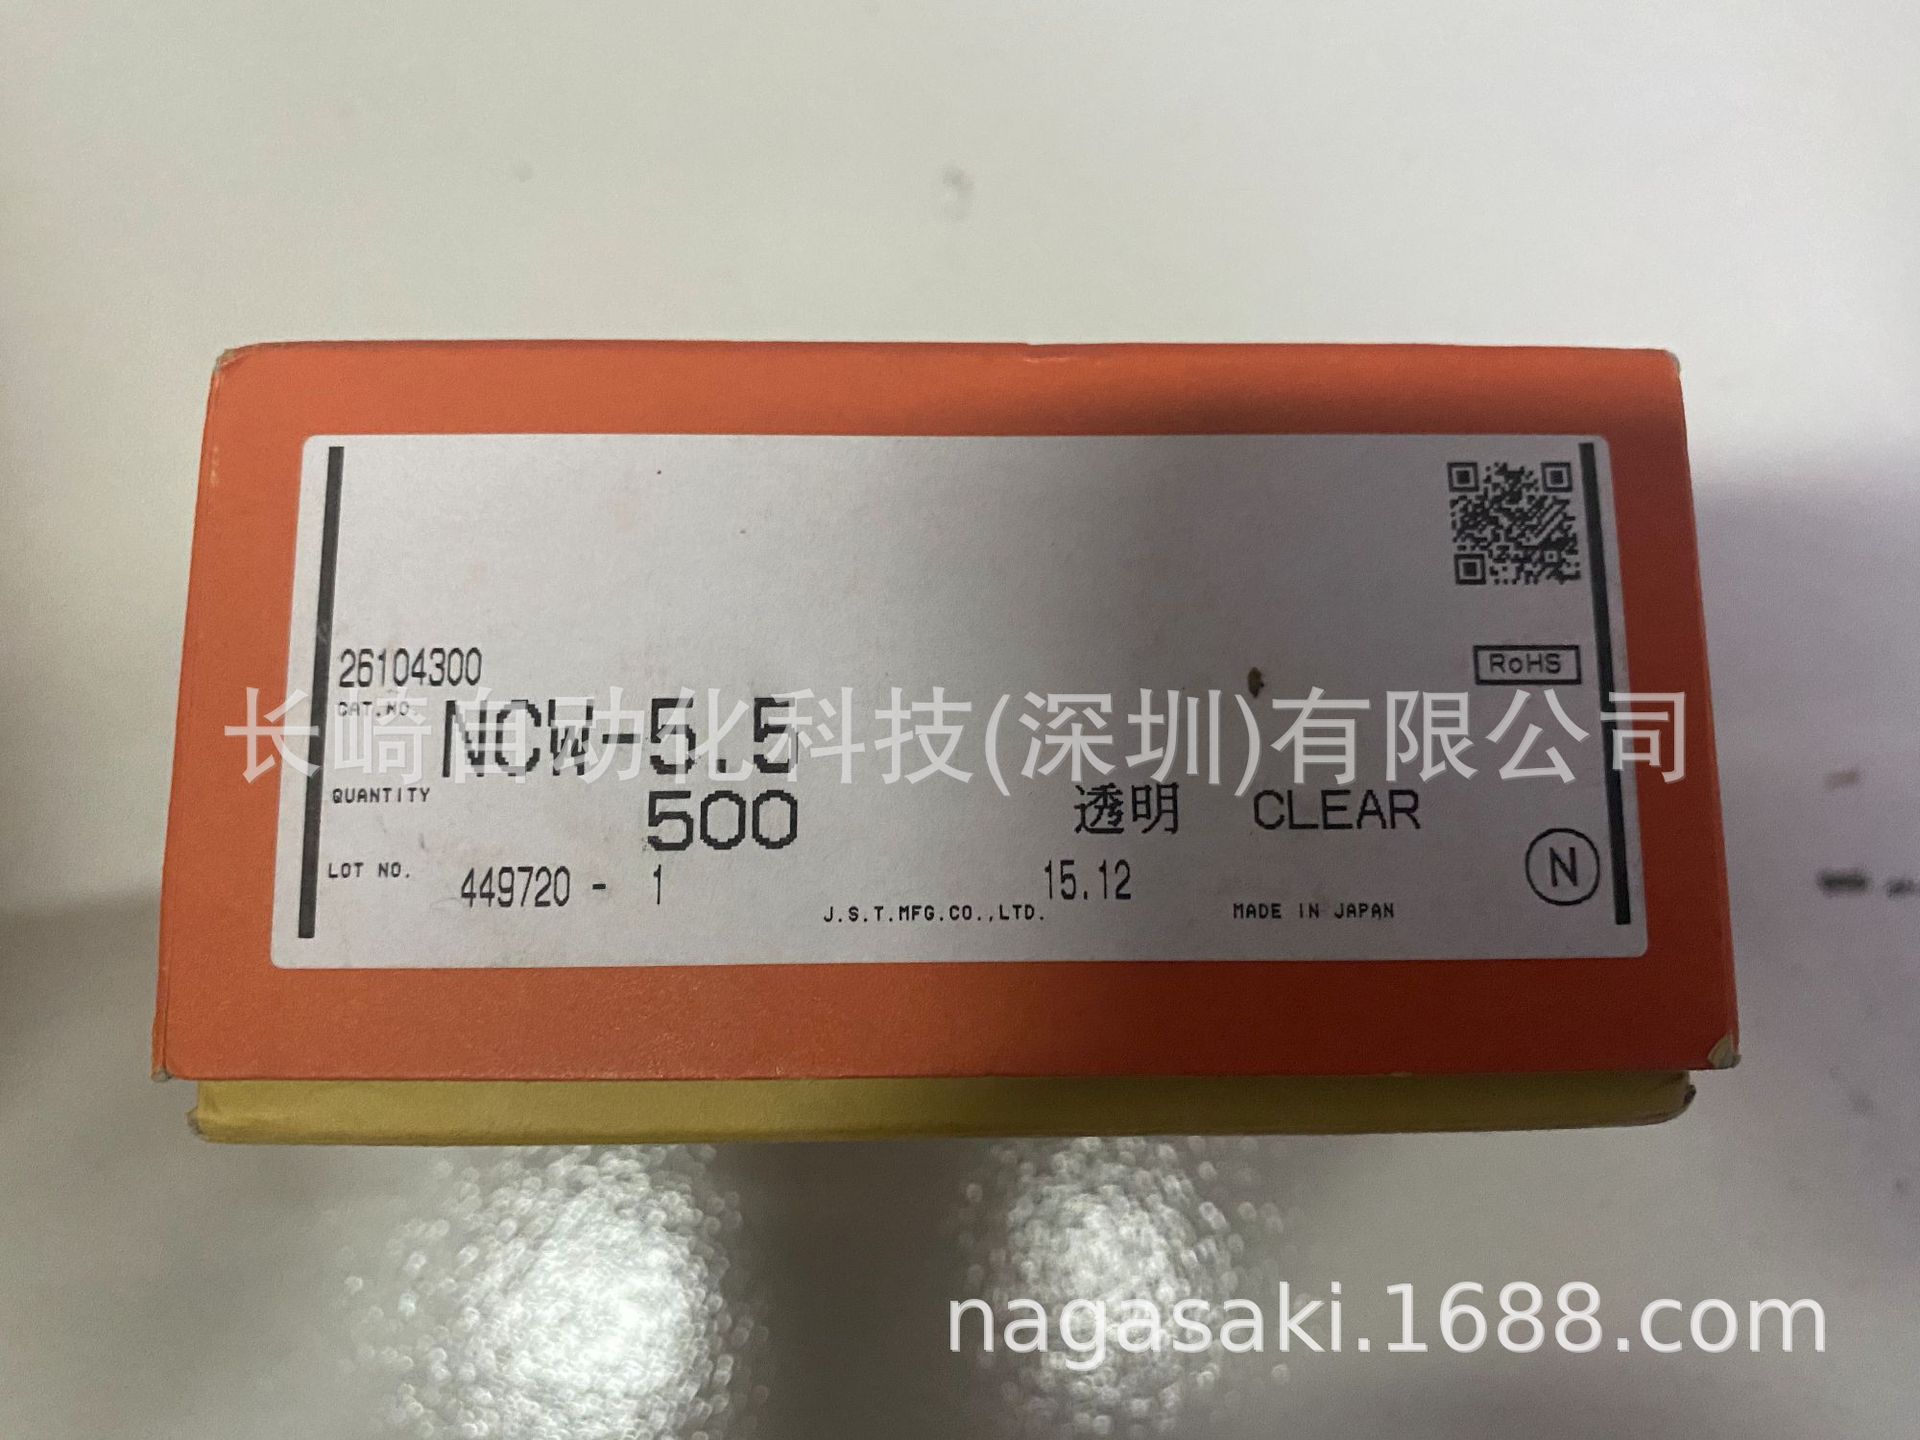 26104300
RoHS
CAT.NO. NCW-5.5
长崎自动化科技(深圳)有限公司
QUANTITY 500 透明 CLEAR
N
LOT NO. 449720 - 1 15.12
J.S.T.MFG.CO.,LTD. MADE IN JAPAN
nagasaki.1688.com